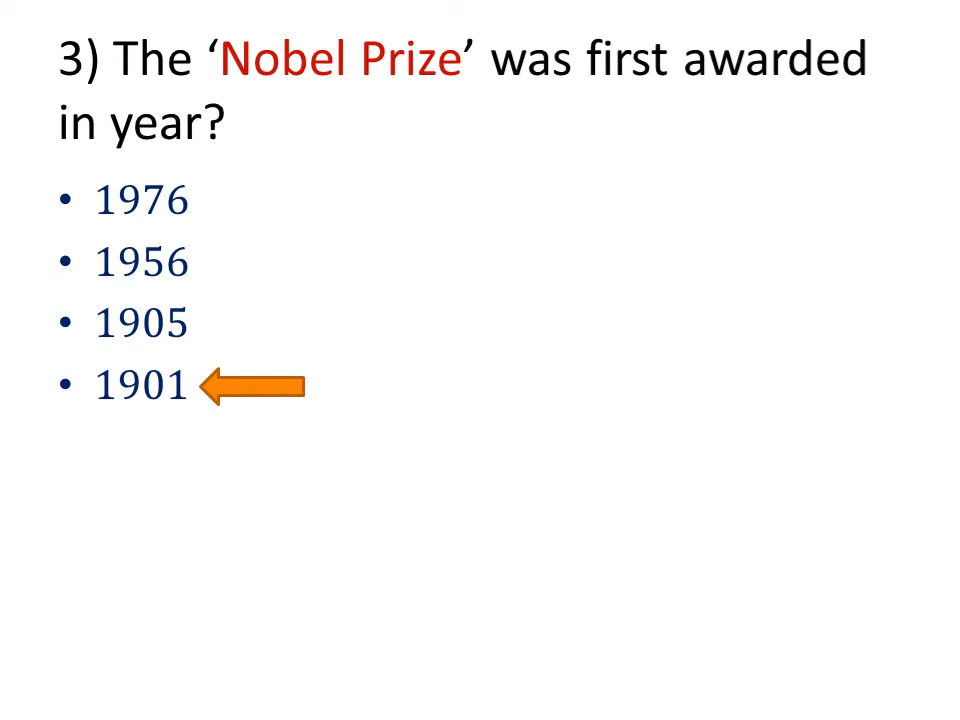 3) The ‘Nobel Prize’ was first awarded
in year?
• 1976
• 1956
• 1905
• 1901